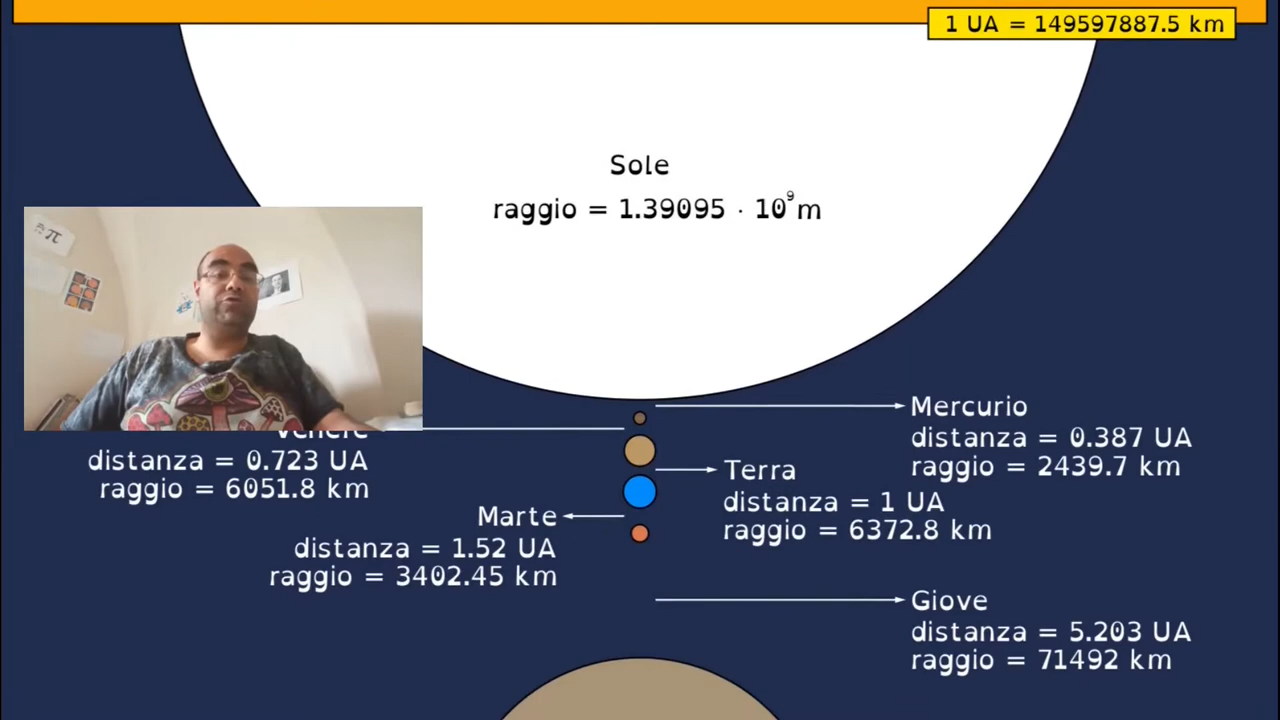 1 UA = 149597887.5 km
Sole
raggio = 1.39095 · 10⁹m
π
Mercurio
distanza = 0.387 UA
raggio = 2439.7 km
Venere
distanza = 0.723 UA
raggio = 6051.8 km
Terra
distanza = 1 UA
raggio = 6372.8 km
Marte
distanza = 1.52 UA
raggio = 3402.45 km
Giove
distanza = 5.203 UA
raggio = 71492 km